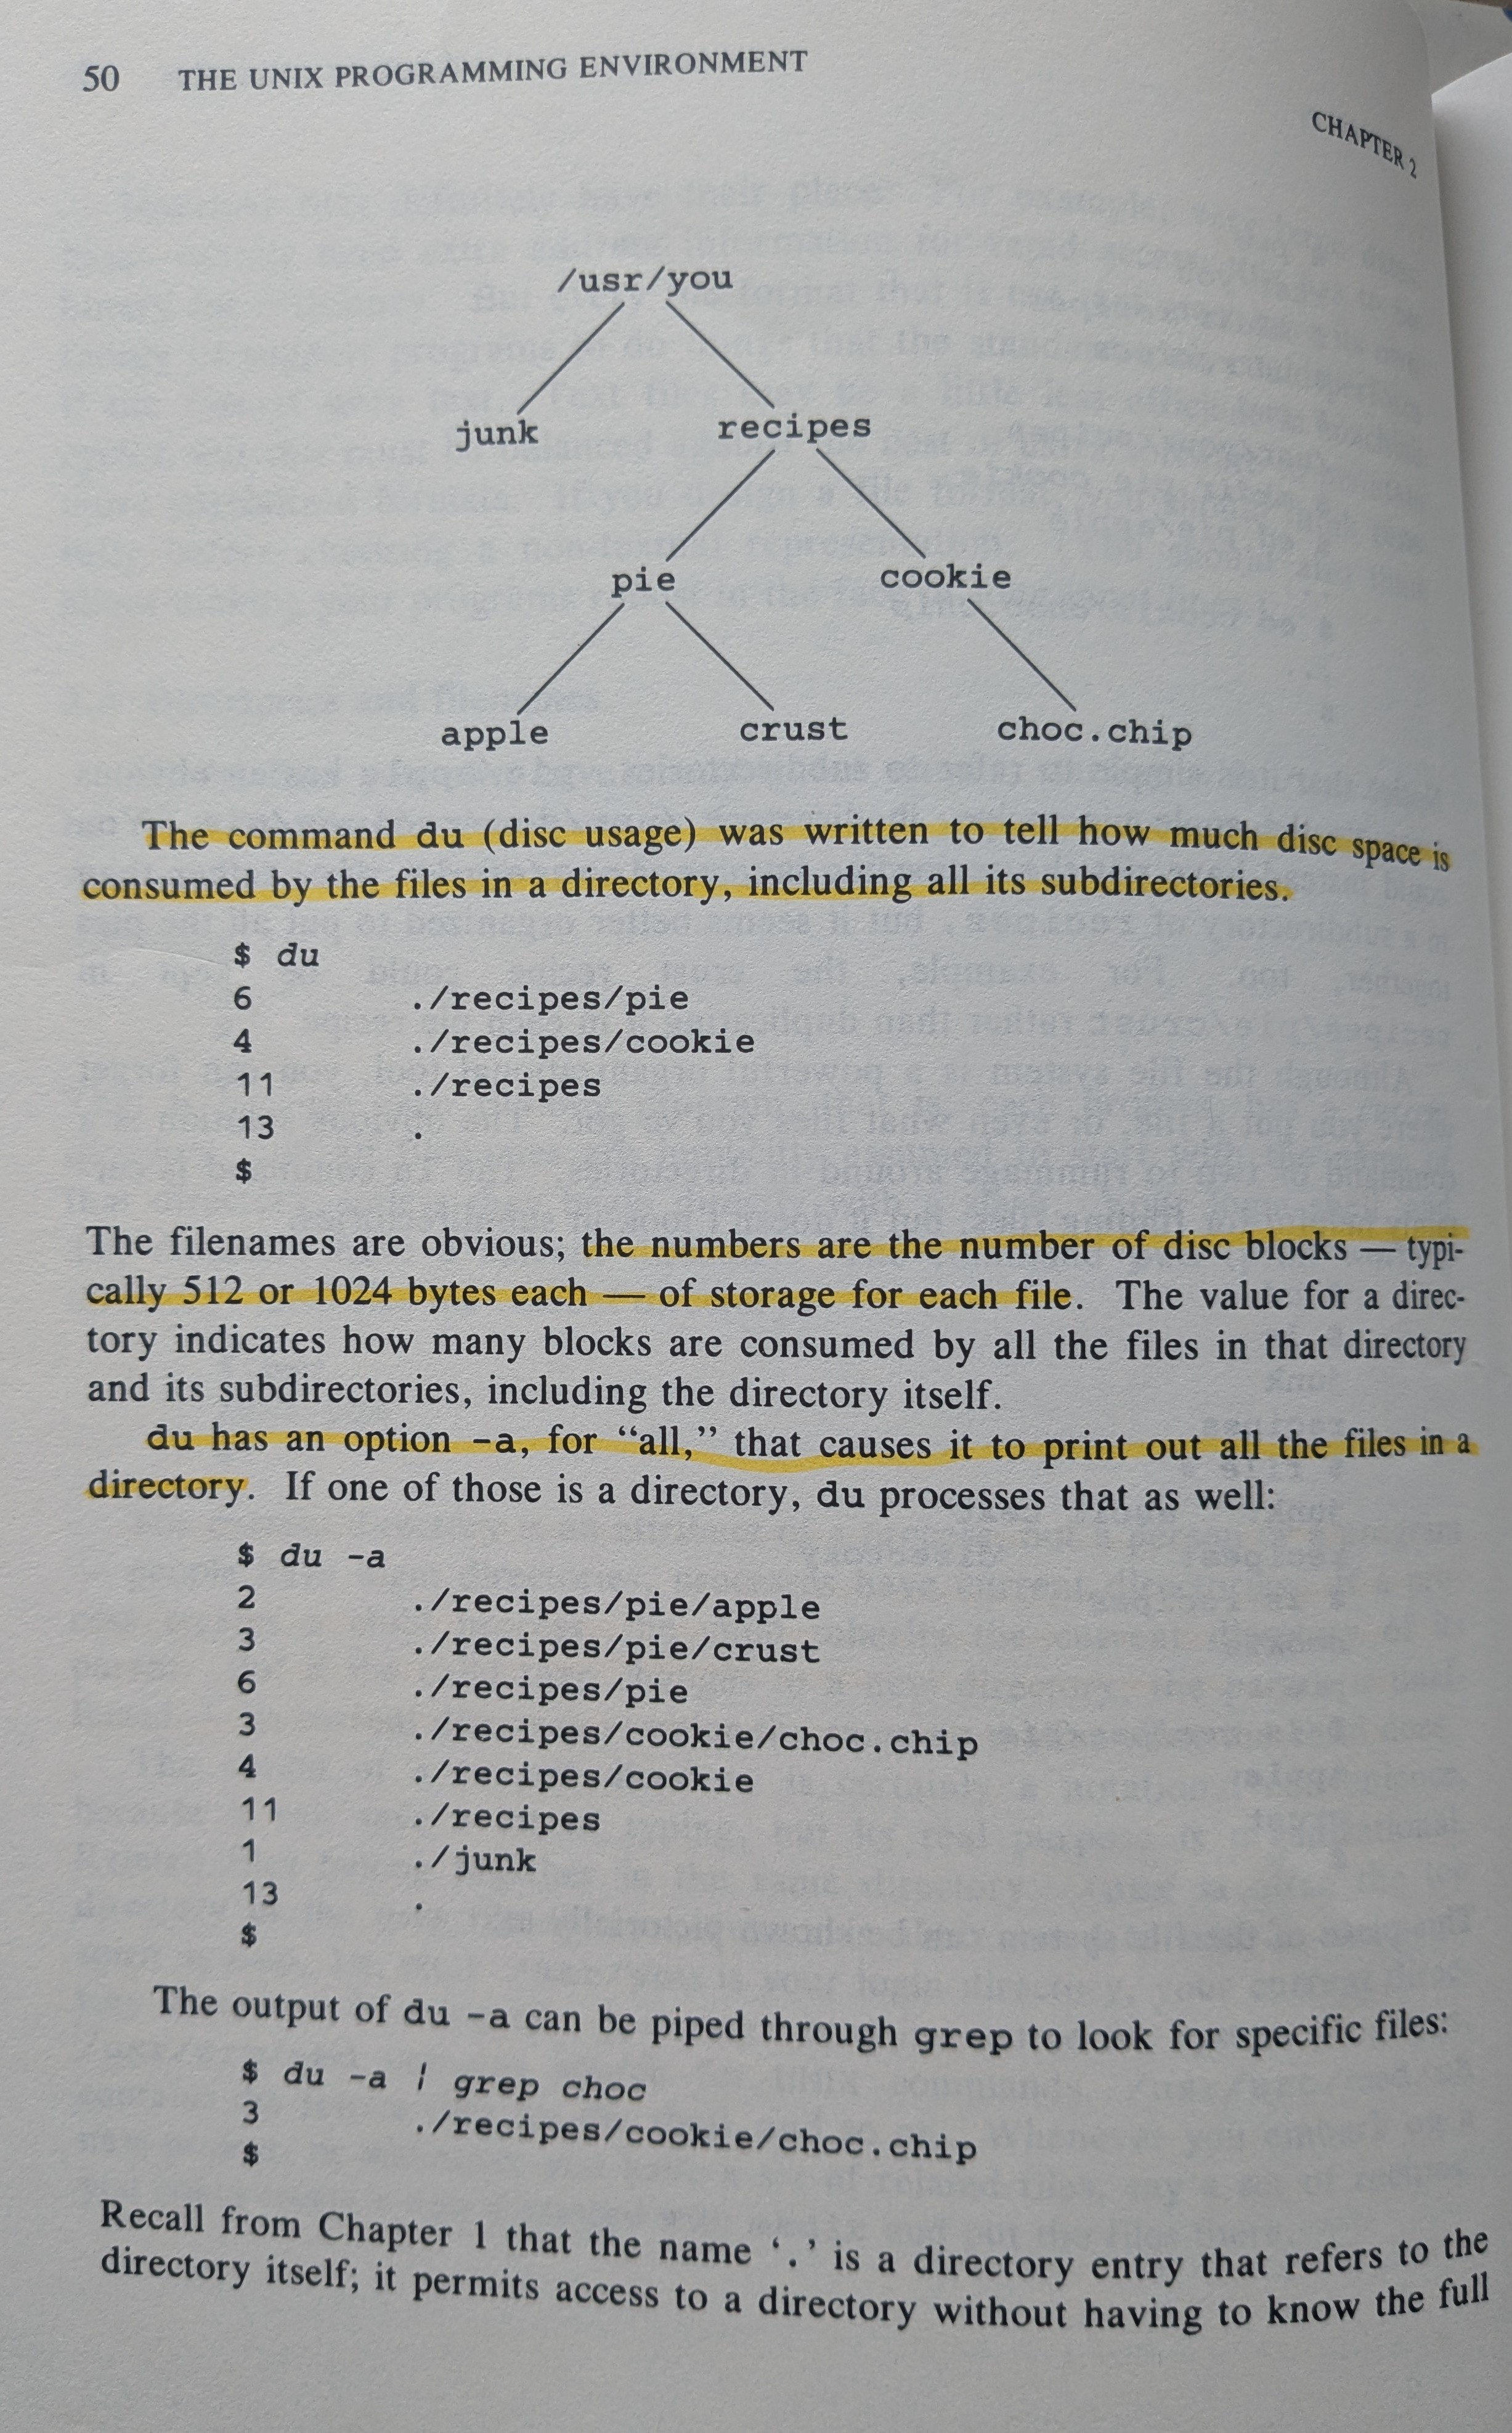 50 THE UNIX PROGRAMMING ENVIRONMENT
CHAPTER 2
/usr/you
junk recipes
pie cookie
apple crust choc.chip
The command du (disc usage) was written to tell how much disc space is
consumed by the files in a directory, including all its subdirectories.
$ du
6 ./recipes/pie
4 ./recipes/cookie
11 ./recipes
13 .
$
The filenames are obvious; the numbers are the number of disc blocks — typi-
cally 512 or 1024 bytes each — of storage for each file. The value for a direc-
tory indicates how many blocks are consumed by all the files in that directory
and its subdirectories, including the directory itself.
du has an option -a, for “all,” that causes it to print out all the files in a
directory. If one of those is a directory, du processes that as well:
$ du -a
2 ./recipes/pie/apple
3 ./recipes/pie/crust
6 ./recipes/pie
3 ./recipes/cookie/choc.chip
4 ./recipes/cookie
11 ./recipes
1 ./junk
13 .
$
The output of du -a can be piped through grep to look for specific files:
$ du -a | grep choc
3 ./recipes/cookie/choc.chip
$
Recall from Chapter 1 that the name ‘.’ is a directory entry that refers to the
directory itself; it permits access to a directory without having to know the full